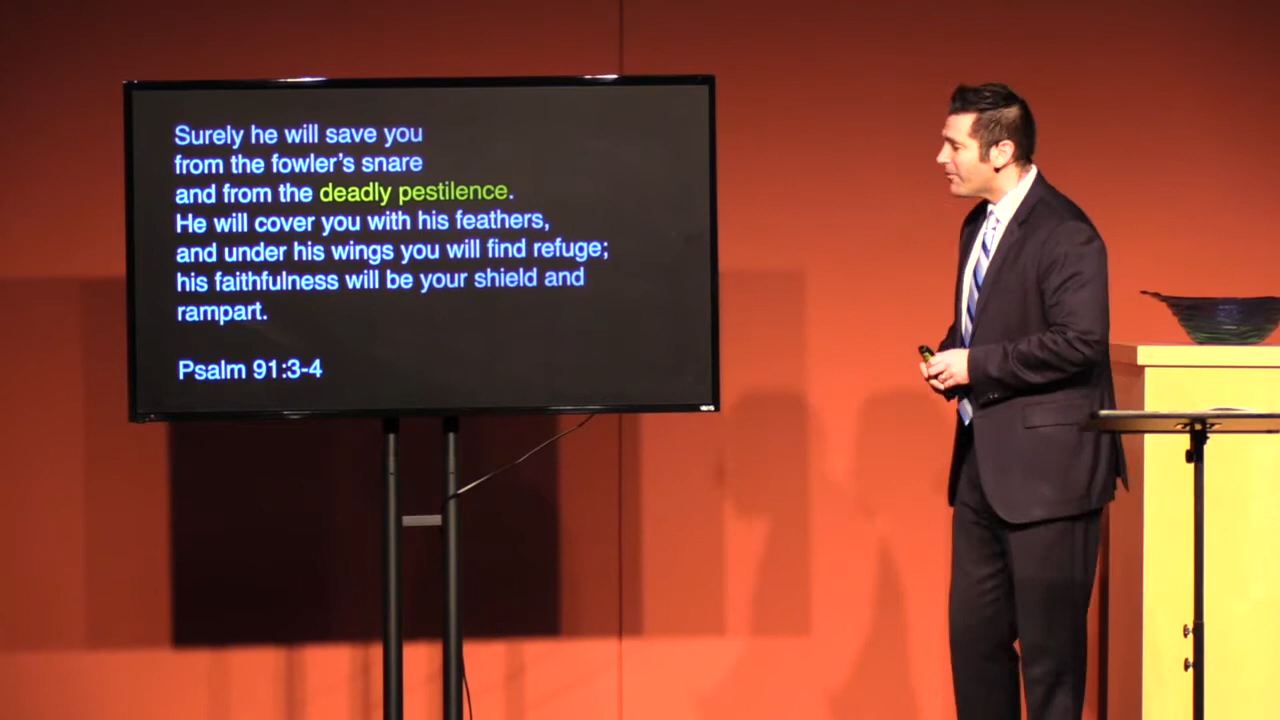 Surely he will save you
from the fowler's snare
and from the deadly pestilence.
He will cover you with his feathers,
and under his wings you will find refuge;
his faithfulness will be your shield and
rampart.
Psalm 91:3-4